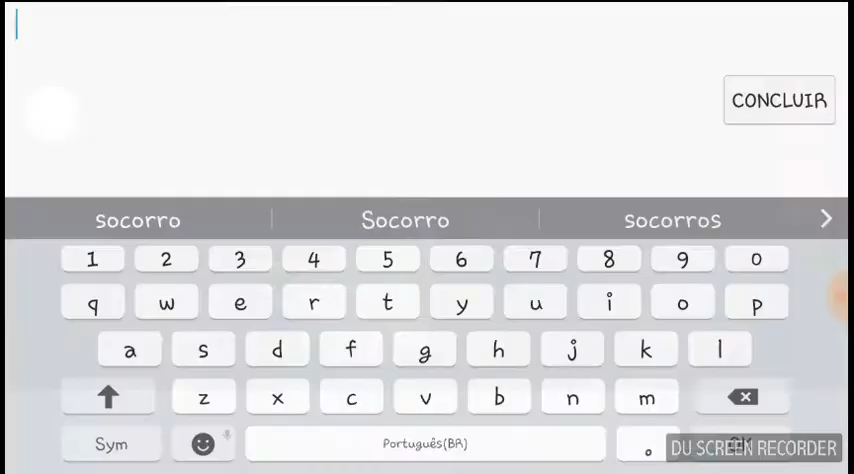 CONCLUIR
socorro Socorro socorros
1 2 3 4 5 6 7 8 9 0
q w e r t y u i o p
a s d f g h j k l
z x c v b n m
Sym Português(BR) .
DU SCREEN RECORDER